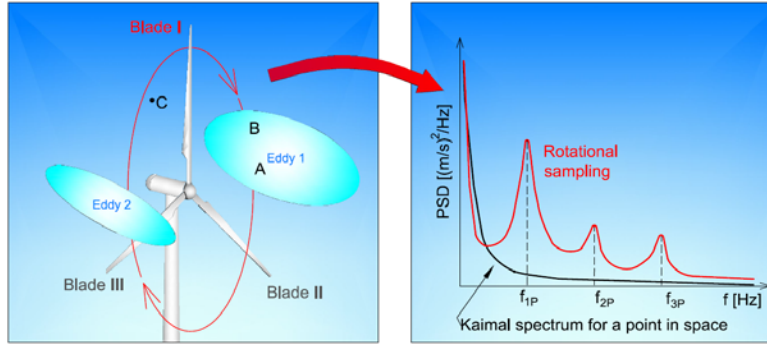 Blade I
•C
B
A
Eddy 1
Eddy 2
Blade III
Blade II
PSD [(m/s)²/Hz]
Rotational
sampling
f1P
f2P
f3P
f [Hz]
Kaimal spectrum for a point in space